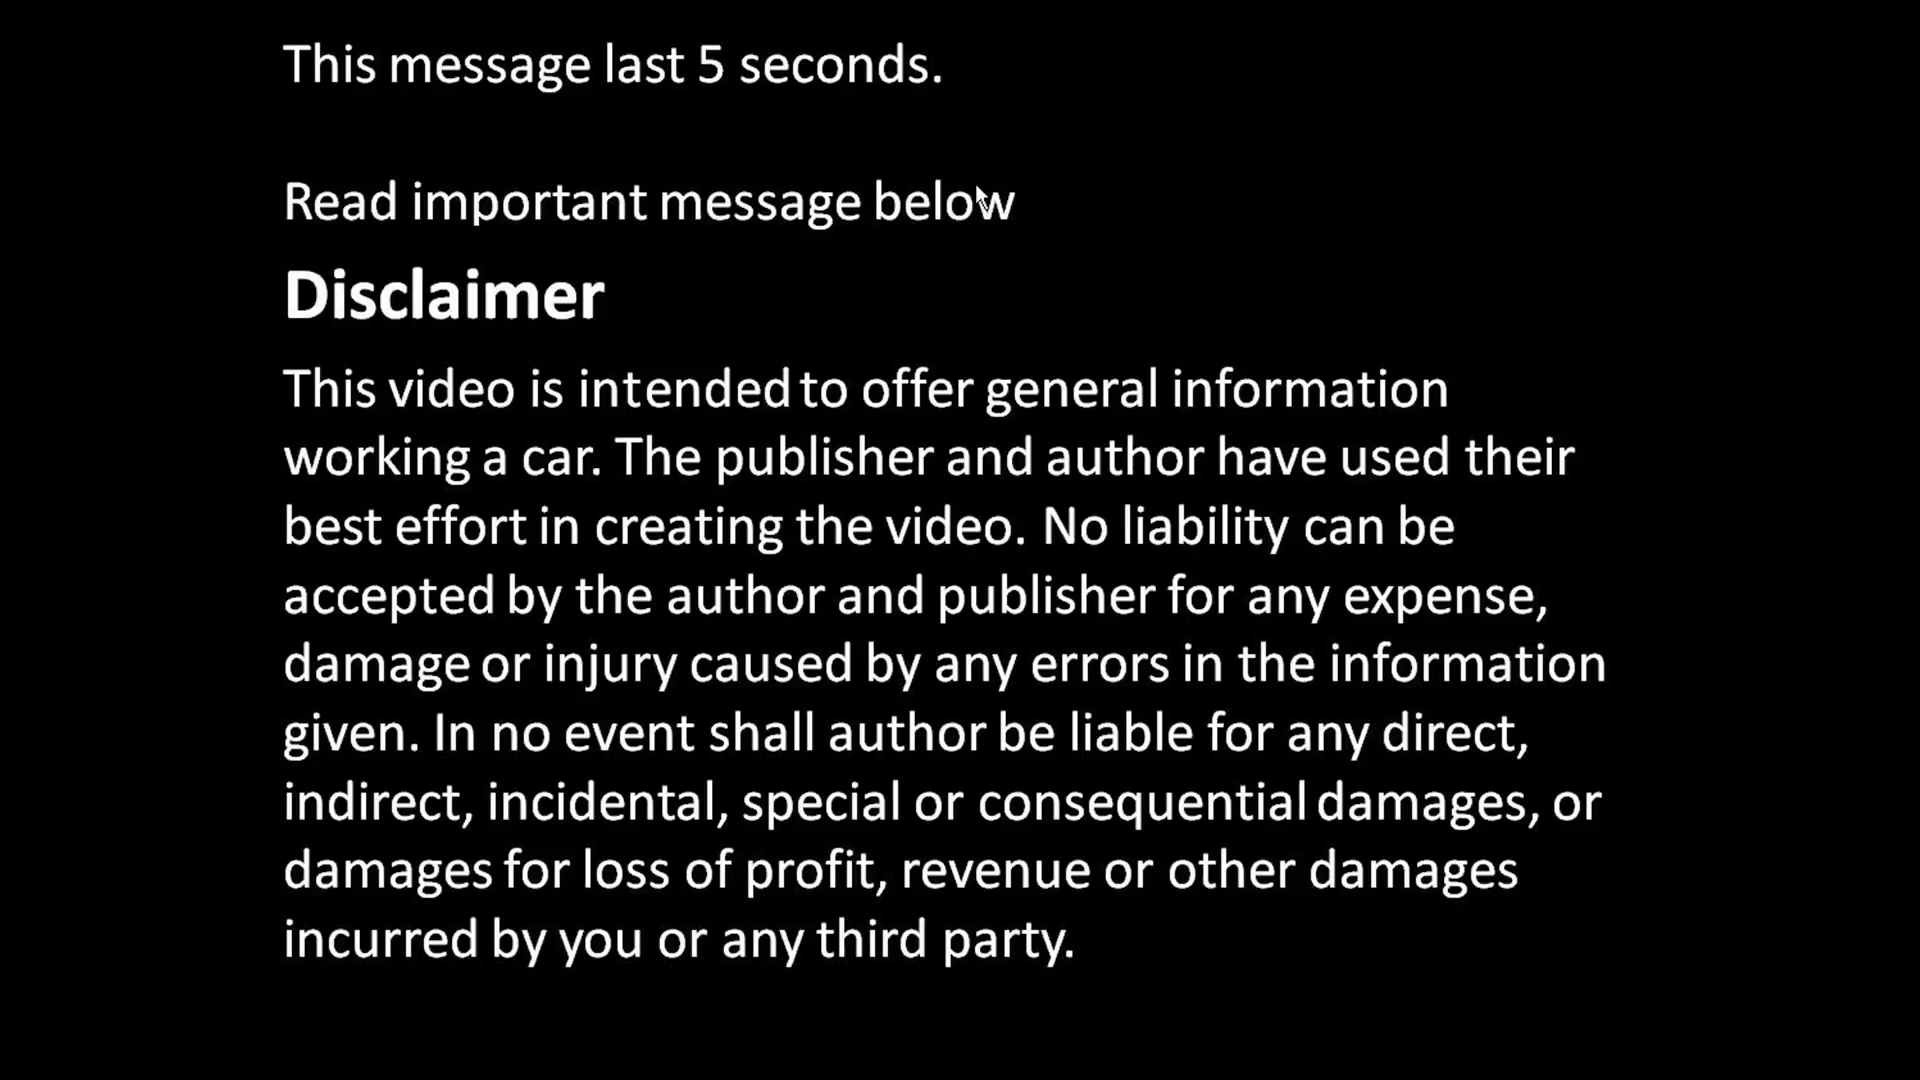 This message last 5 seconds.
Read important message below
Disclaimer
This video is intended to offer general information
working a car. The publisher and author have used their
best effort in creating the video. No liability can be
accepted by the author and publisher for any expense,
damage or injury caused by any errors in the information
given. In no event shall author be liable for any direct,
indirect, incidental, special or consequential damages, or
damages for loss of profit, revenue or other damages
incurred by you or any third party.